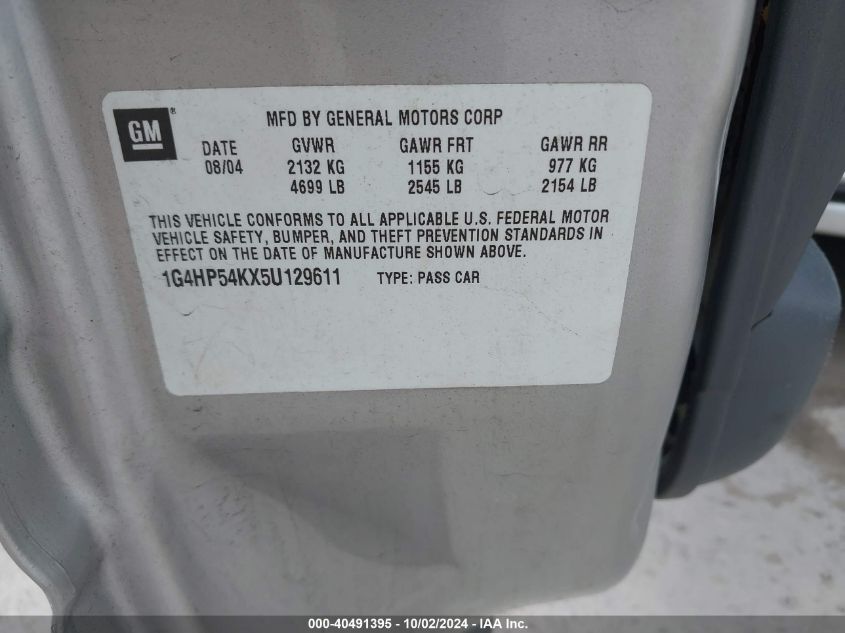 GM®
MFD BY GENERAL MOTORS CORP
DATE GVWR GAWR FRT GAWR RR
08/04 2132 KG 1155 KG 977 KG
4699 LB 2545 LB 2154 LB
THIS VEHICLE CONFORMS TO ALL APPLICABLE U.S. FEDERAL MOTOR
VEHICLE SAFETY, BUMPER, AND THEFT PREVENTION STANDARDS IN
EFFECT ON THE DATE OF MANUFACTURE SHOWN ABOVE.
1G4HP54KX5U129611 TYPE: PASS CAR
000-40491395 - 10/02/2024 - IAA Inc.